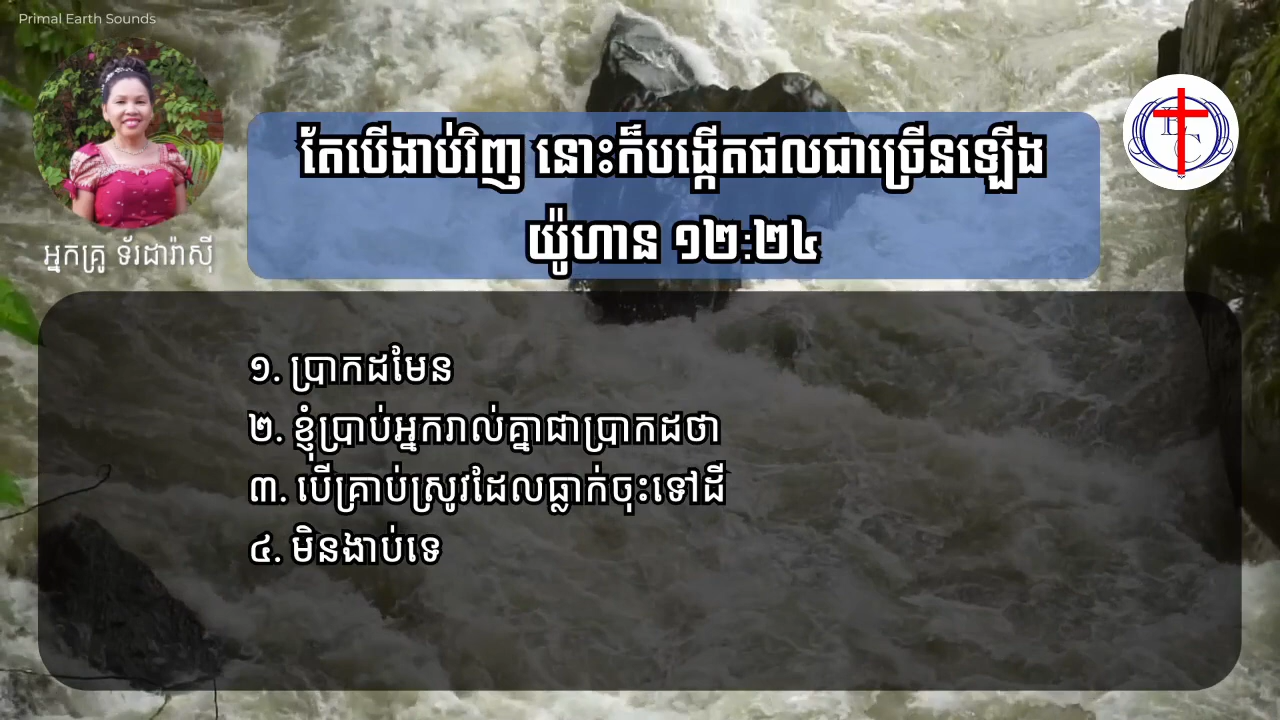 Primal Earth Sounds
តែបើងាប់វិញ នោះក៏បង្កើតផលជាច្រើនឡើង
យ៉ូហាន ១២:២៤
អ្នកគ្រូ ទ័រដារ៉ាស៊ី
១. ប្រាកដមែន
២. ខ្ញុំប្រាប់អ្នករាល់គ្នាជាប្រាកដថា
៣. បើគ្រាប់ស្រូវដែលធ្លាក់ចុះទៅដី
៤. មិនងាប់ទេ